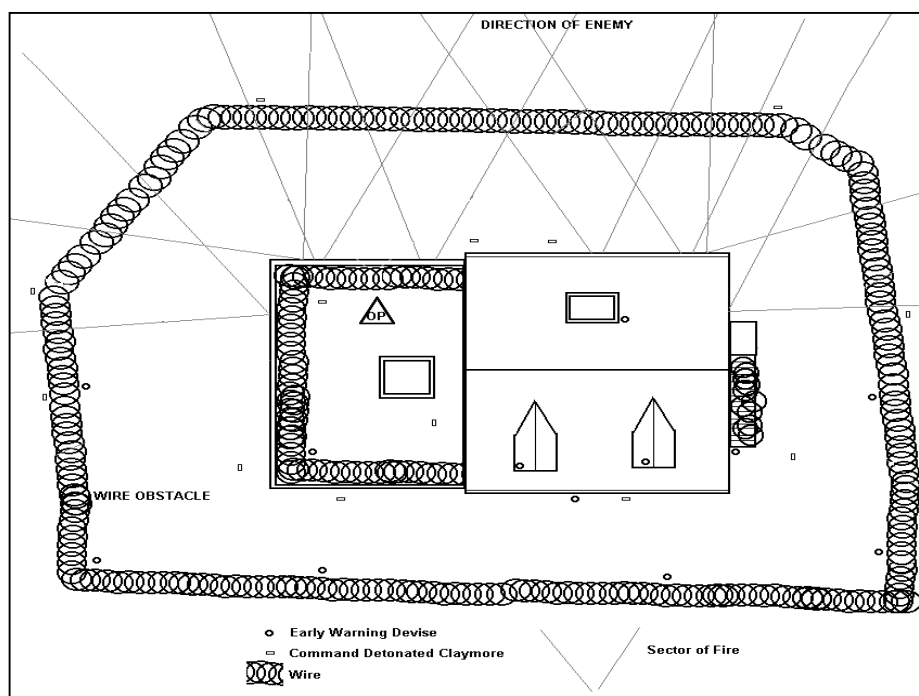 DIRECTION OF ENEMY
OP
WIRE OBSTACLE
Early Warning Devise
Command Detonated Claymore
Sector of Fire
Wire